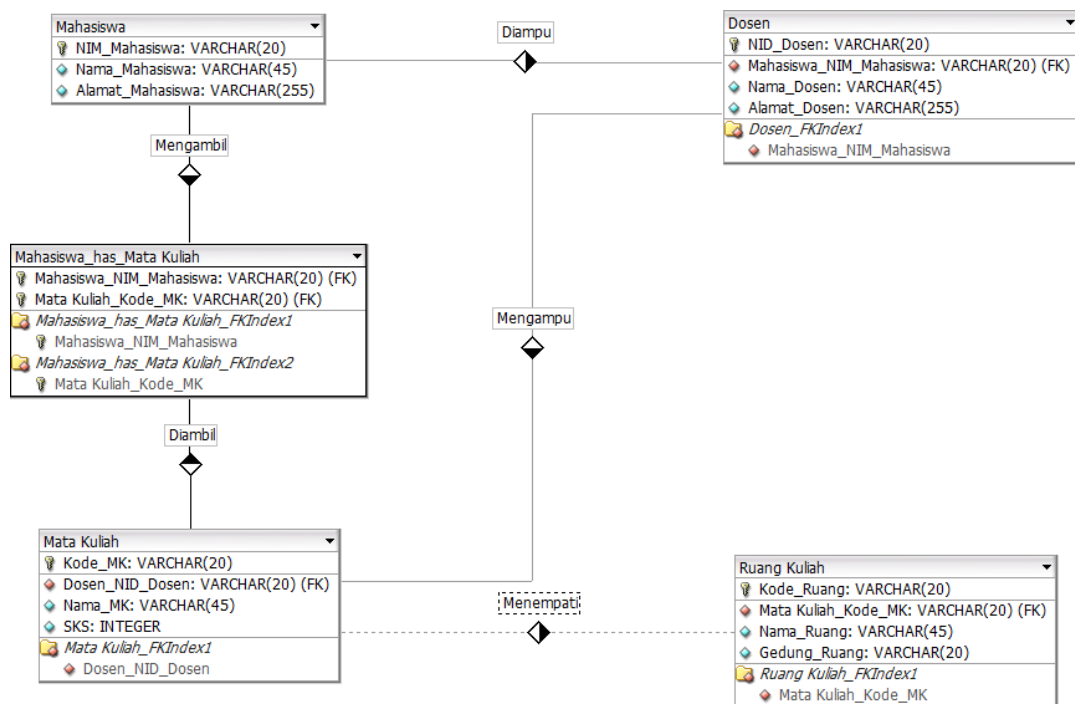 Mahasiswa
NIM_Mahasiswa: VARCHAR(20)
Nama_Mahasiswa: VARCHAR(45)
Alamat_Mahasiswa: VARCHAR(255)
Diampu
Dosen
NID_Dosen: VARCHAR(20)
Mahasiswa_NIM_Mahasiswa: VARCHAR(20) (FK)
Nama_Dosen: VARCHAR(45)
Alamat_Dosen: VARCHAR(255)
Dosen_FKIndex1
Mahasiswa_NIM_Mahasiswa
Mengambil
Mahasiswa_has_Mata Kuliah
Mahasiswa_NIM_Mahasiswa: VARCHAR(20) (FK)
Mata Kuliah_Kode_MK: VARCHAR(20) (FK)
Mahasiswa_has_Mata Kuliah_FKIndex1
Mahasiswa_NIM_Mahasiswa
Mahasiswa_has_Mata Kuliah_FKIndex2
Mata Kuliah_Kode_MK
Mengampu
Diambil
Mata Kuliah
Kode_MK: VARCHAR(20)
Dosen_NID_Dosen: VARCHAR(20) (FK)
Nama_MK: VARCHAR(45)
SKS: INTEGER
Mata Kuliah_FKIndex1
Dosen_NID_Dosen
Menempati
Ruang Kuliah
Kode_Ruang: VARCHAR(20)
Mata Kuliah_Kode_MK: VARCHAR(20) (FK)
Nama_Ruang: VARCHAR(45)
Gedung_Ruang: VARCHAR(20)
Ruang Kuliah_FKIndex1
Mata Kuliah_Kode_MK